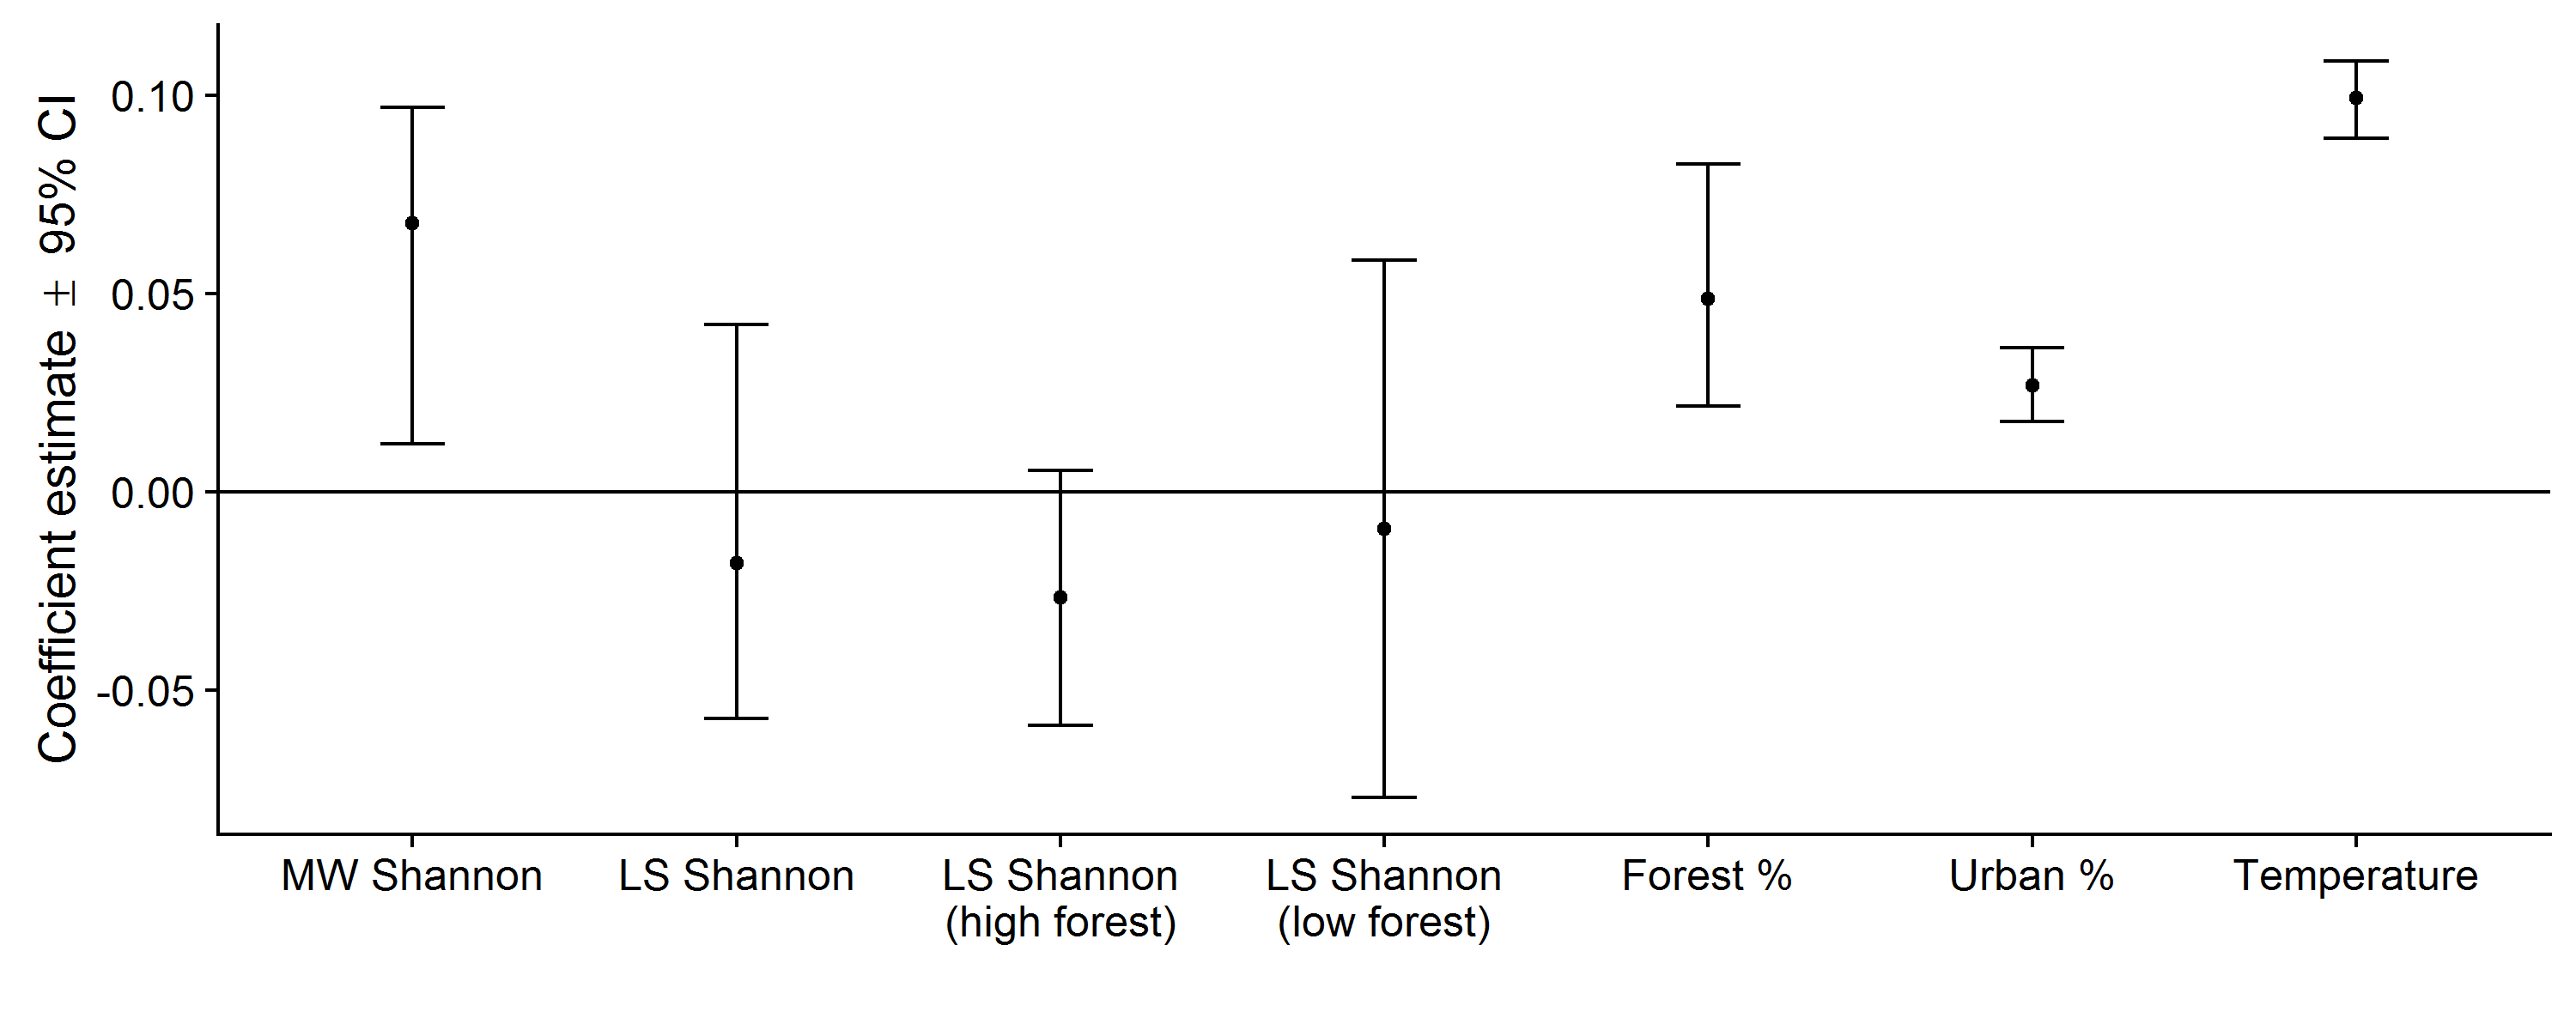 Coefficient estimate ± 95% CI
0.10
0.05
0.00
-0.05
MW Shannon
LS Shannon
LS Shannon
(high forest)
LS Shannon
(low forest)
Forest %
Urban %
Temperature